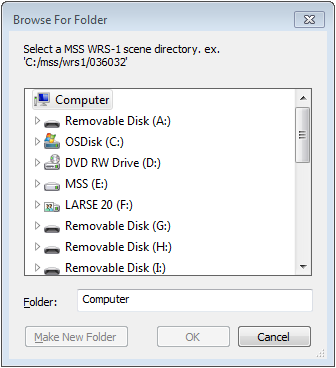 Browse For Folder
Select a MSS WRS-1 scene directory. ex.
'C:/mss/wrs1/036032'
Computer
Removable Disk (A:)
OSDisk (C:)
DVD RW Drive (D:)
MSS (E:)
LARSE 20 (F:)
Removable Disk (G:)
Removable Disk (H:)
Removable Disk (I:)
Folder: Computer
Make New Folder OK Cancel